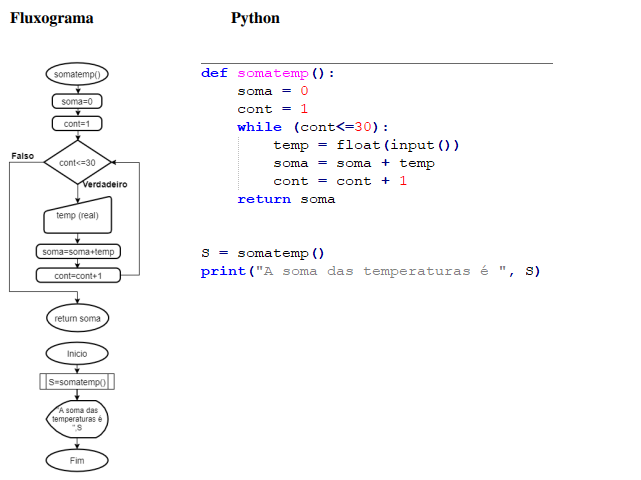 Fluxograma
Python
somatemp()
soma=0
cont=1
Falso
cont<=30
Verdadeiro
temp (real)
soma=soma+temp
cont=cont+1
return soma
Inicio
S=somatemp()
"A soma das
temperaturas é
",S
Fim
def somatemp():
    soma = 0
    cont = 1
    while (cont<=30):
        temp = float(input())
        soma = soma + temp
        cont = cont + 1
    return soma
S = somatemp()
print("A soma das temperaturas é ", S)